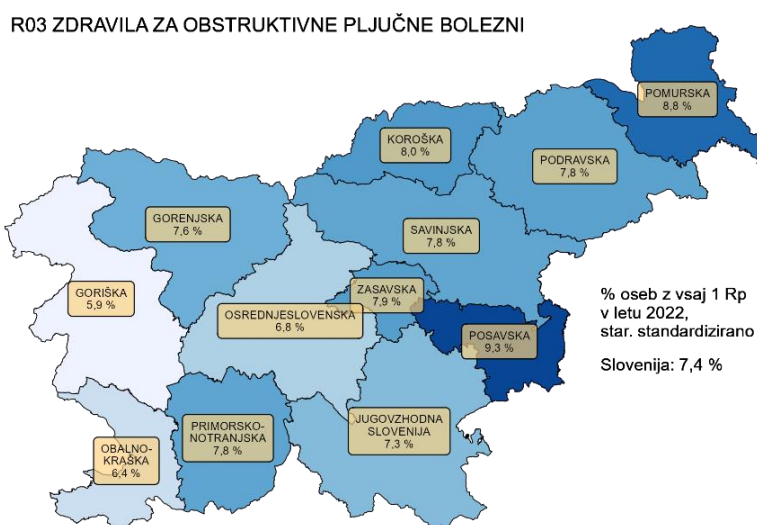 R03 ZDRAVILA ZA OBSTRUKTIVNE PLJUČNE BOLEZNI
POMURSKA
8,8 %
KOROŠKA
8,0 %
PODRAVSKA
7,8 %
GORENJSKA
7,6 %
SAVINJSKA
7,8 %
GORIŠKA
5,9 %
ZASAVSKA
7,9 %
OSREDNJESLOVENSKA
6,8 %
POSAVSKA
9,3 %
% oseb z vsaj 1 Rp
v letu 2022,
star. standardizirano
Slovenija: 7,4 %
PRIMORSKO-
NOTRANJSKA
7,8 %
JUGOVZHODNA
SLOVENIJA
7,3 %
OBALNO-
KRAŠKA
6,4 %